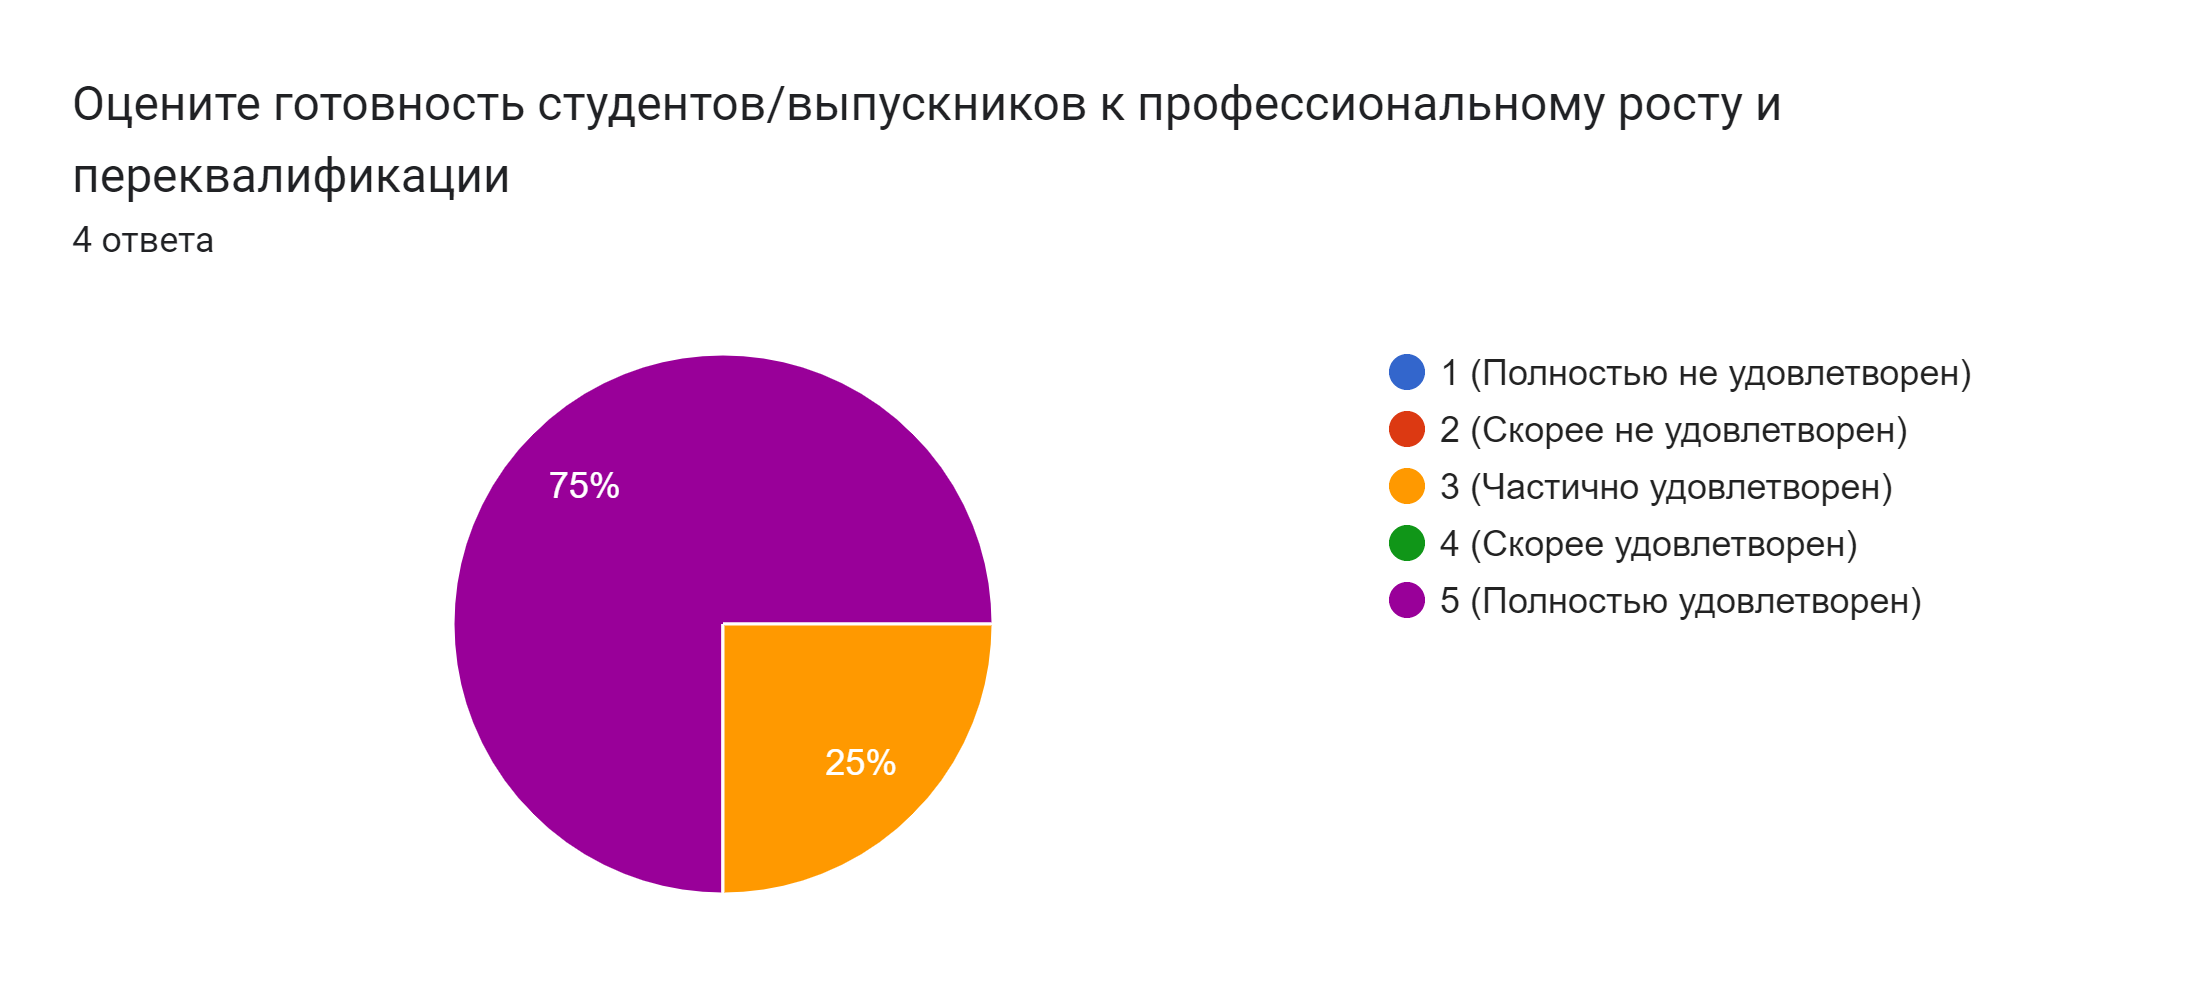 Оцените готовность студентов/выпускников к профессиональному росту и
переквалификации
4 ответа
75%
25%
1 (Полностью не удовлетворен)
2 (Скорее не удовлетворен)
3 (Частично удовлетворен)
4 (Скорее удовлетворен)
5 (Полностью удовлетворен)